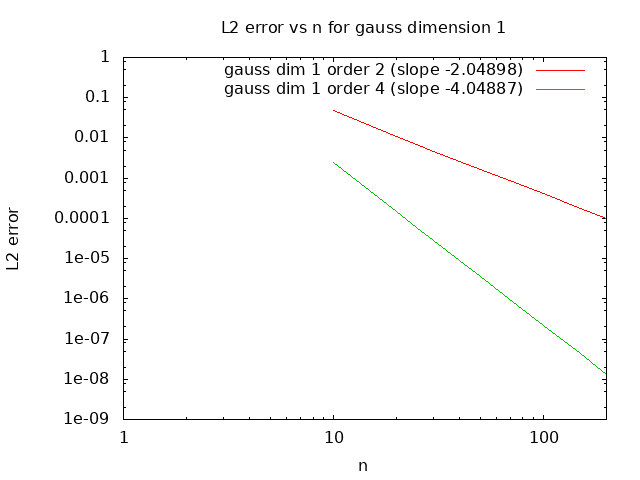 L2 error vs n for gauss dimension 1
gauss dim 1 order 2 (slope -2.04898)
gauss dim 1 order 4 (slope -4.04887)
1
0.1
0.01
0.001
0.0001
1e-05
1e-06
1e-07
1e-08
1e-09
L2 error
1 10 100
n